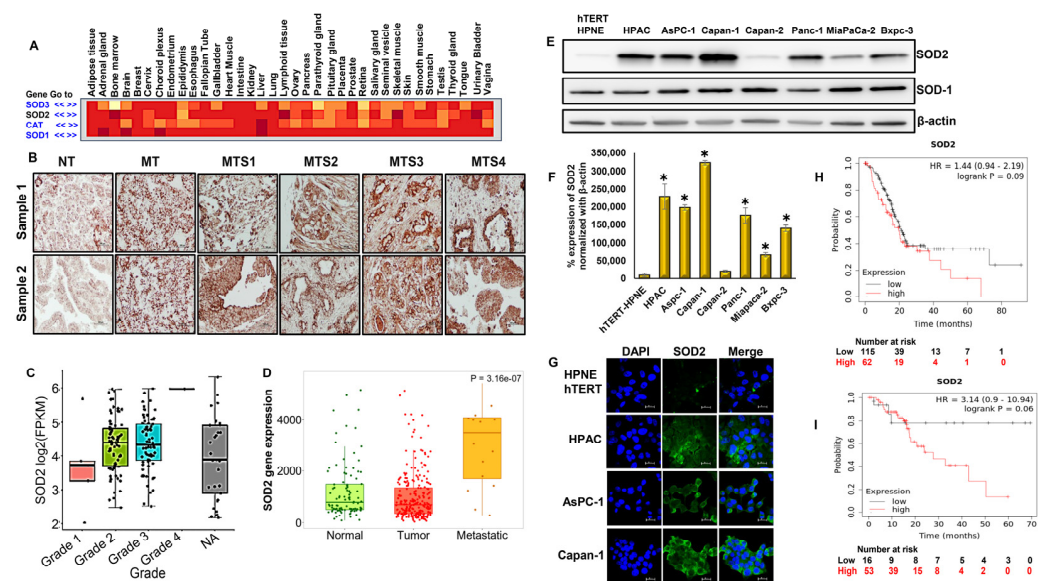 A
Adipose tissue
Adrenal gland
Bone marrow
Brain
Breast
Cervix
Choroid plexus
Endometrium
Epididymis
Esophagus
Fallopian Tube
Gallbladder
Heart Muscle
Intestine
Kidney
Liver
Lung
Lymphoid tissue
Ovary
Pancreas
Parathyroid gland
Pituitary gland
Placenta
Prostate
Retina
Salivary gland
Seminal vesicle
Skeletal muscle
Skin
Smooth muscle
Stomach
Testis
Thyroid gland
Tongue
Urinary Bladder
Vagina
Gene Go to
SOD3 << >>
SOD2 << >>
CAT << >>
SOD1 << >>
B
NT MT MTS1 MTS2 MTS3 MTS4
Sample 1
Sample 2
C
SOD2 log2(FPKM)
6
5
4
3
2
Grade 1 Grade 2 Grade 3 Grade 4 NA
Grade
D
P = 3.16e-07
SOD2 gene expression
4000
2000
0
Normal Tumor Metastatic
E
hTERT
HPNE HPAC AsPC-1 Capan-1 Capan-2 Panc-1 MiaPaCa-2 Bxpc-3
SOD2
SOD-1
β-actin
F
% expression of SOD2
normalized with β-actin
350,000
300,000
250,000
200,000
150,000
100,000
50,000
0
* * * * * *
hTERT-HPNE HPAC Aspc-1 Capan-1 Capan-2 Panc-1 Miapaca-2 Bxpc-3
G
DAPI SOD2 Merge
HPNE
hTERT
HPAC
AsPC-1
Capan-1
H
SOD2
HR = 1.44 (0.94 - 2.19)
logrank P = 0.09
Probability
1.0
0.8
0.6
0.4
0.2
0.0
Expression
low
high
0 20 40 60 80
Time (months)
Number at risk
Low 115 39 13 7 1
High 62 19 4 1 0
I
SOD2
HR = 3.14 (0.9 - 10.94)
logrank P = 0.06
Probability
1.0
0.8
0.6
0.4
0.2
0.0
Expression
low
high
0 10 20 30 40 50 60 70
Time (months)
Number at risk
Low 16 9 8 7 5 4 3 0
High 53 39 15 8 4 2 0 0